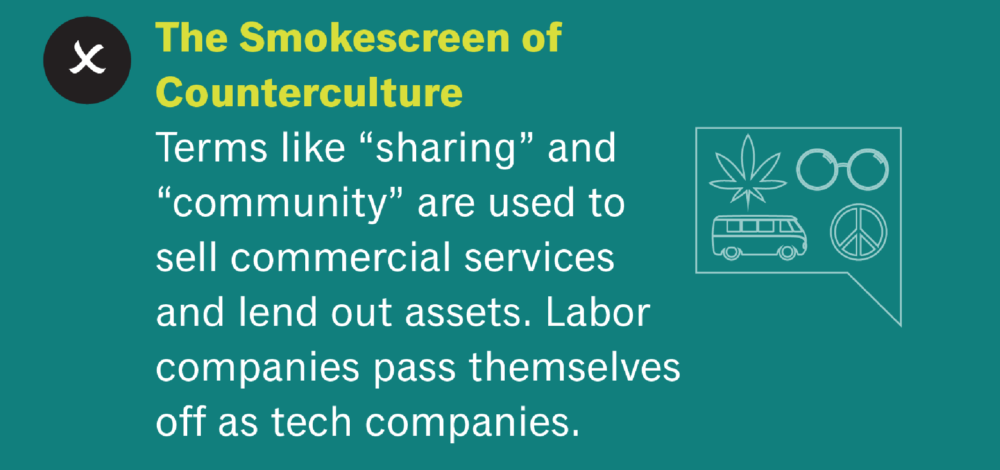 x
The Smokescreen of
Counterculture
Terms like “sharing” and
“community” are used to
sell commercial services
and lend out assets. Labor
companies pass themselves
off as tech companies.